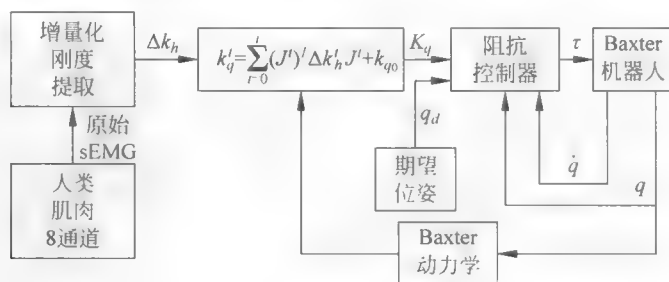 增量化
刚度
提取
Δk_h
k_q^t=∑_{t=0}^{t}(J^t)^t Δk_h^t J^t+k_{q0}
K_q
阻抗
控制器
τ
Baxter
机器人
原始
sEMG
人类
肌肉
8通道
q_d
期望
位姿
q̇
q
Baxter
动力学